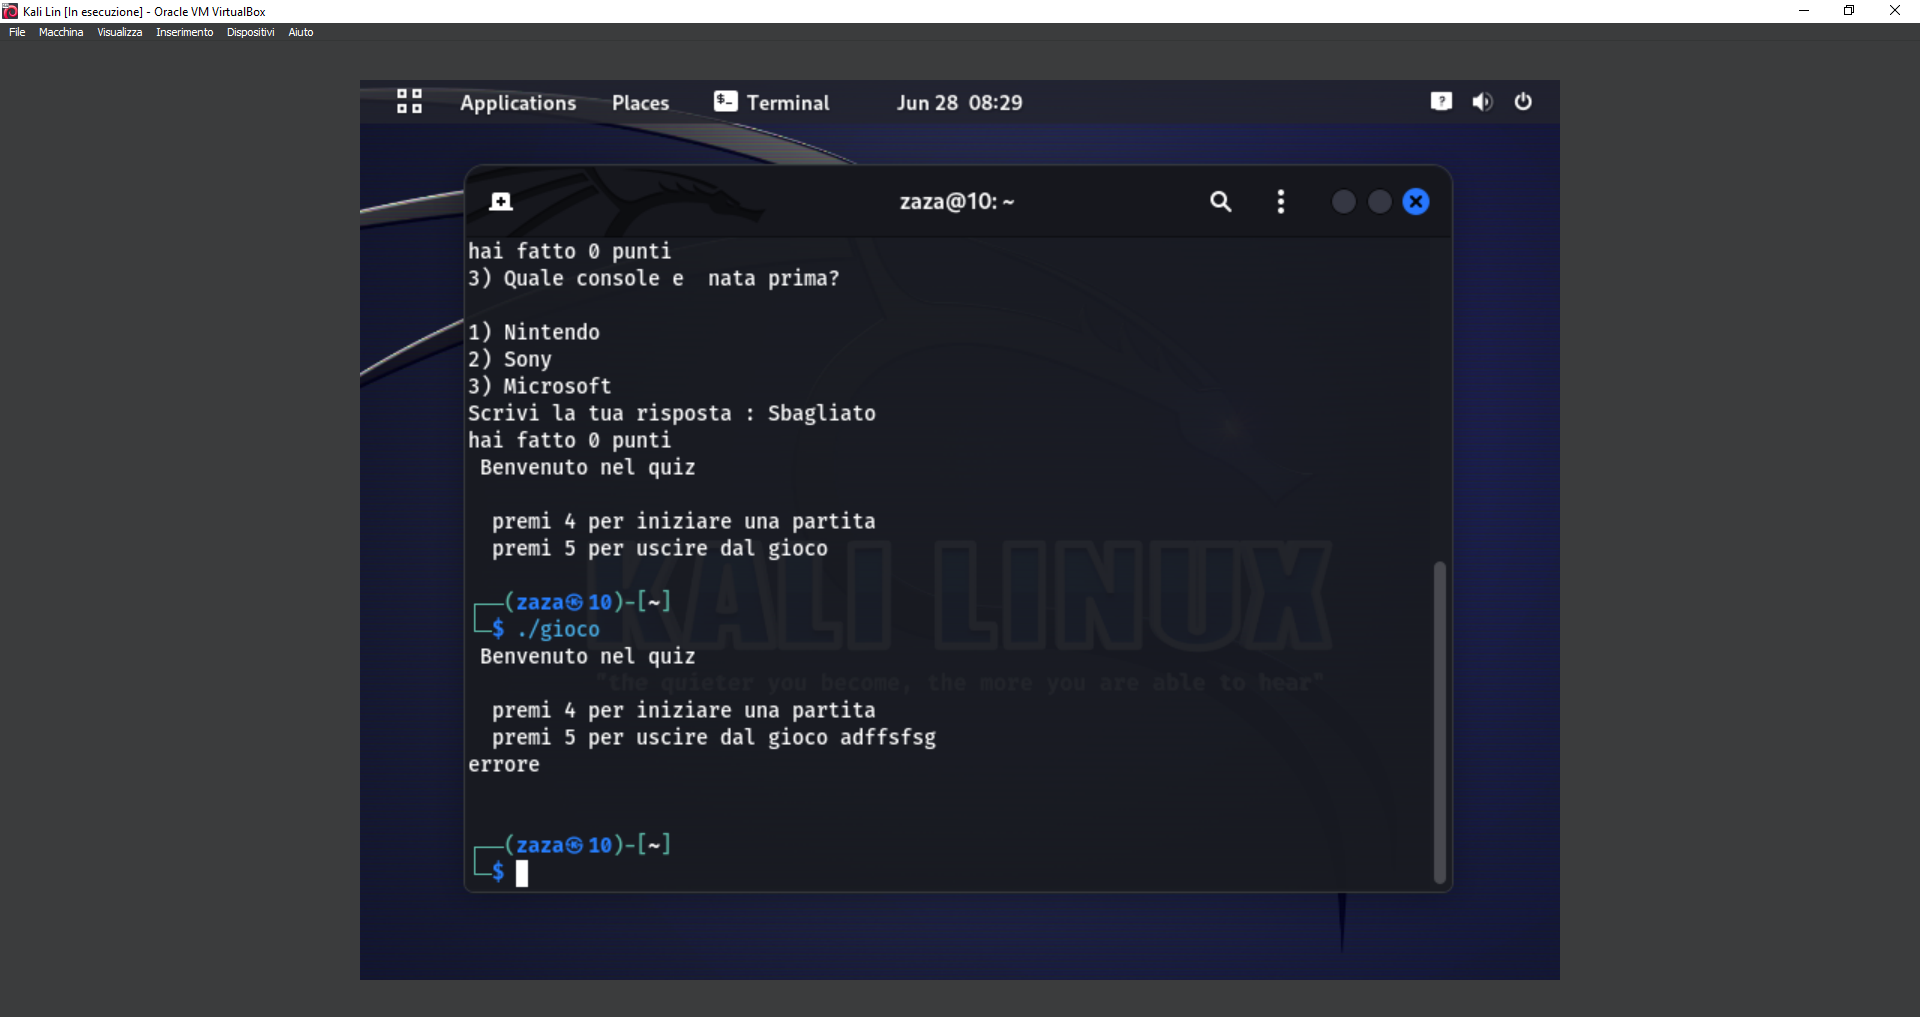 Kali Lin [In esecuzione] - Oracle VM VirtualBox
File Macchina Visualizza Inserimento Dispositivi Aiuto
Applications Places Terminal Jun 28 08:29
zaza@10: ~
hai fatto 0 punti
3) Quale console e  nata prima?
1) Nintendo
2) Sony
3) Microsoft
Scrivi la tua risposta : Sbagliato
hai fatto 0 punti
Benvenuto nel quiz
premi 4 per iniziare una partita
premi 5 per uscire dal gioco
(zaza㉿10)-[~]
$ ./gioco
Benvenuto nel quiz
premi 4 per iniziare una partita
premi 5 per uscire dal gioco adffsfsg
errore
(zaza㉿10)-[~]
$
KALI LINUX
"the quieter you become, the more you are able to hear"